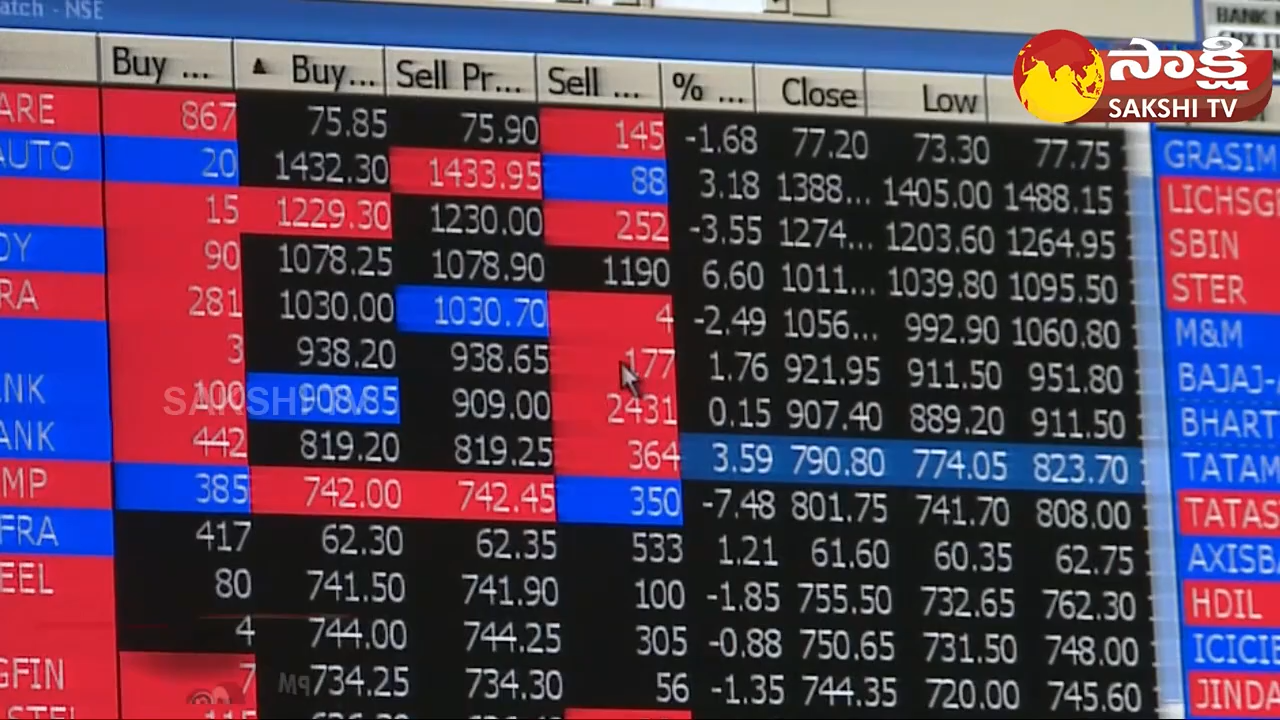 atch - NSE
BANK
సాక్షి
SAKSHI TV
Buy ... ▲ Buy... Sell Pr... Sell ... % ... Close Low
ARE 867 75.85 75.90 145 -1.68 77.20 73.30 77.75
AUTO 20 1432.30 1433.95 88 3.18 1388... 1405.00 1488.15
15 1229.30 1230.00 252 -3.55 1274... 1203.60 1264.95
DY 90 1078.25 1078.90 1190 6.60 1011... 1039.80 1095.50
RA 281 1030.00 1030.70 4 -2.49 1056... 992.90 1060.80
3 938.20 938.65 177 1.76 921.95 911.50 951.80
NK 100 908.85 909.00 2431 0.15 907.40 889.20 911.50
SAKSHI TV
ANK 442 819.20 819.25 364 3.59 790.80 774.05 823.70
MP 385 742.00 742.45 350 -7.48 801.75 741.70 808.00
FRA 417 62.30 62.35 533 1.21 61.60 60.35 62.75
EEL 80 741.50 741.90 100 -1.85 755.50 732.65 762.30
4 744.00 744.25 305 -0.88 750.65 731.50 748.00
GFIN 7 734.25 734.30 56 -1.35 744.35 720.00 745.60
GRASIM
LICHSG
SBIN
STER
M&M
BAJAJ-
BHART
TATAM
TATAS
AXISBA
HDIL
ICICIB
JINDA